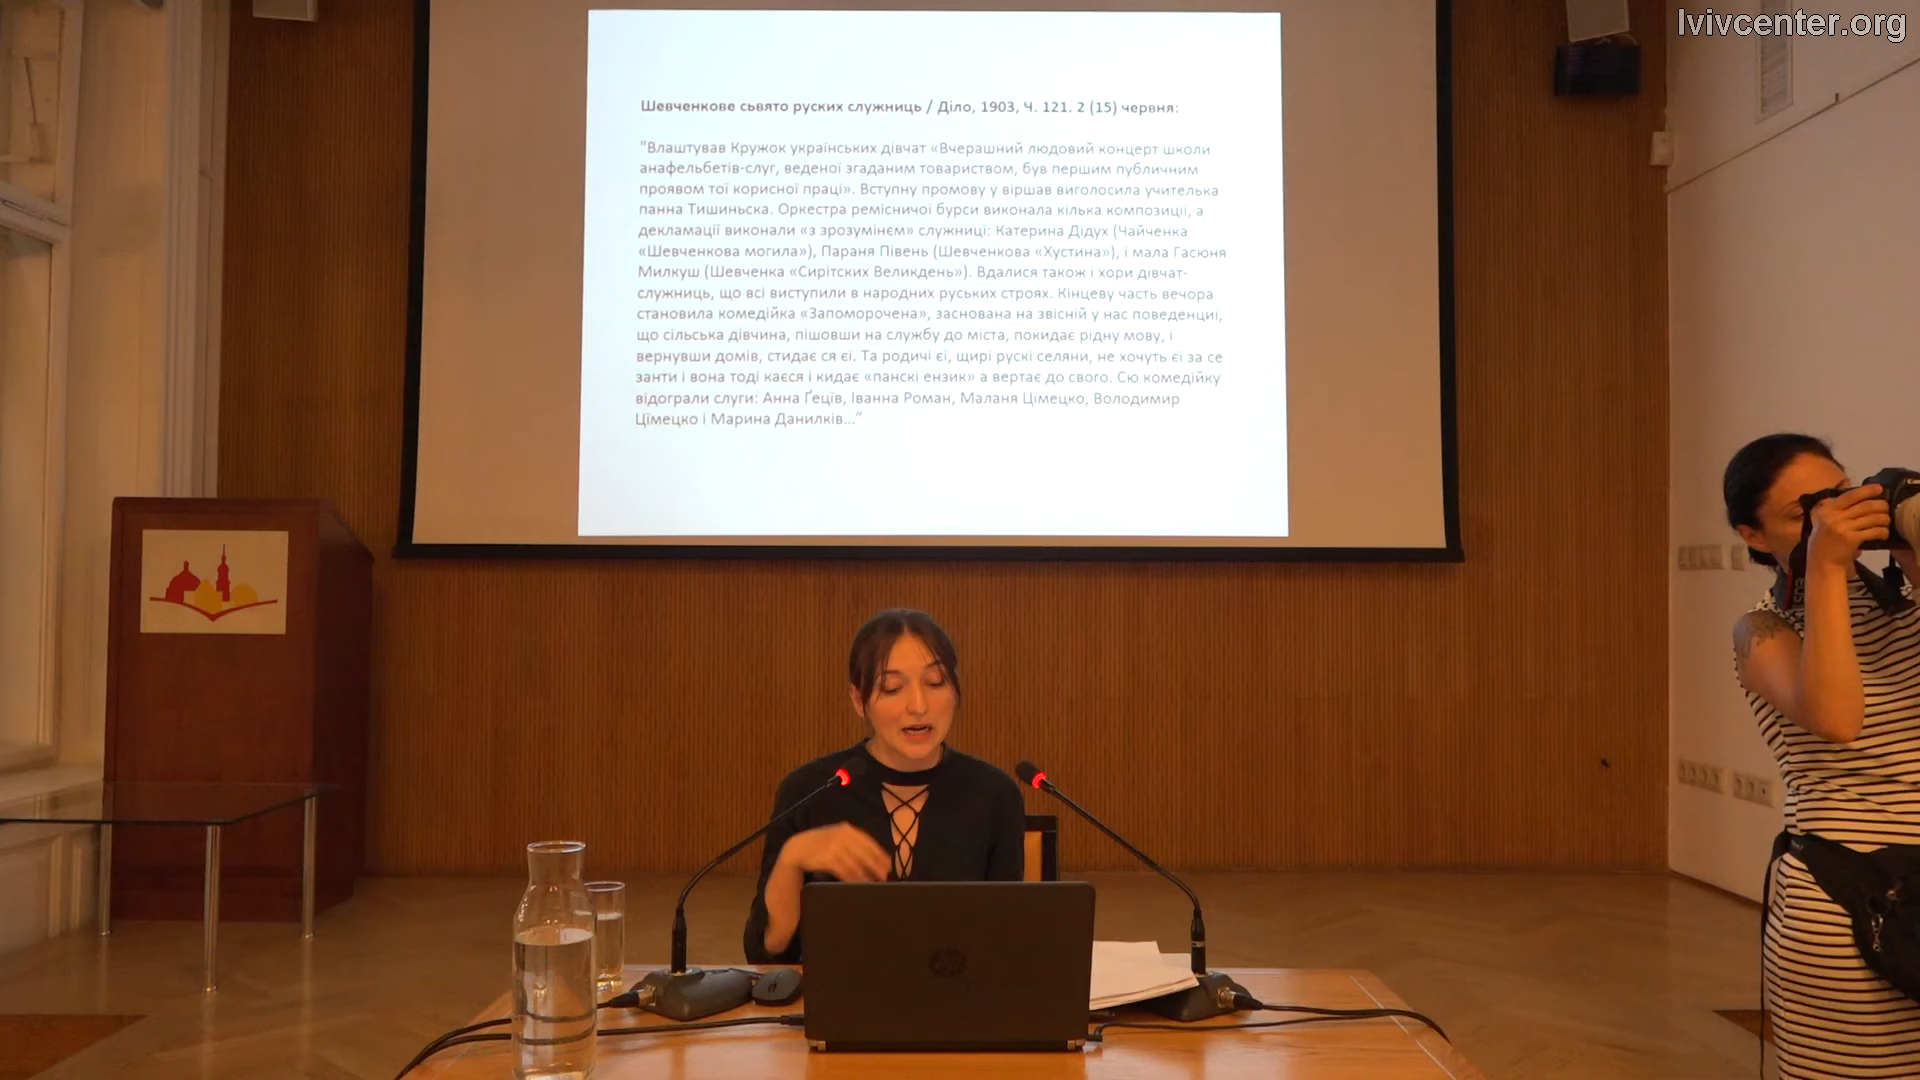 lvivcenter.org
Шевченкове сьвято руских служниць / Діло, 1903, Ч. 121. 2 (15) червня:
"Влаштував Кружок українських дівчат «Вчерашний людовий концерт школи
анафельбетів-слуг, веденої згаданим товариством, був першим публичним
проявом тої корисної праці». Вступну промову у віршав виголосила учителька
панна Тишиньска. Оркестра ремісничої бурси виконала кілька композиції, а
декламації виконали «з зрозумінєм» служниці: Катерина Дідух (Чайченка
«Шевченкова могила»), Параня Півень (Шевченкова «Хустина»), і мала Гасюня
Милкуш (Шевченка «Сирітских Великдень»). Вдалися також і хори дівчат-
служниць, що всі виступили в народних руських строях. Кінцеву часть вечора
становила комедійка «Запоморочена», заснована на звісній у нас поведенциї,
що сільська дівчина, пішовши на службу до міста, покидає рідну мову, і
вернувши домів, стидає ся єї. Та родичі єї, щирі рускі селяни, не хочуть єї за се
занти і вона тоді каєся і кидає «панскі ензик» а вертає до свого. Сю комедійку
відограли слуги: Анна Ґеців, Іванна Роман, Маланя Цімецко, Володимир
Цїмецко і Марина Данилків..."